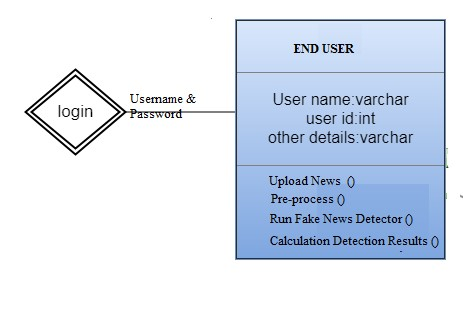 END USER
login
Username &
Password
User name:varchar
user id:int
other details:varchar
Upload News ()
Pre-process ()
Run Fake News Detector ()
Calculation Detection Results ()